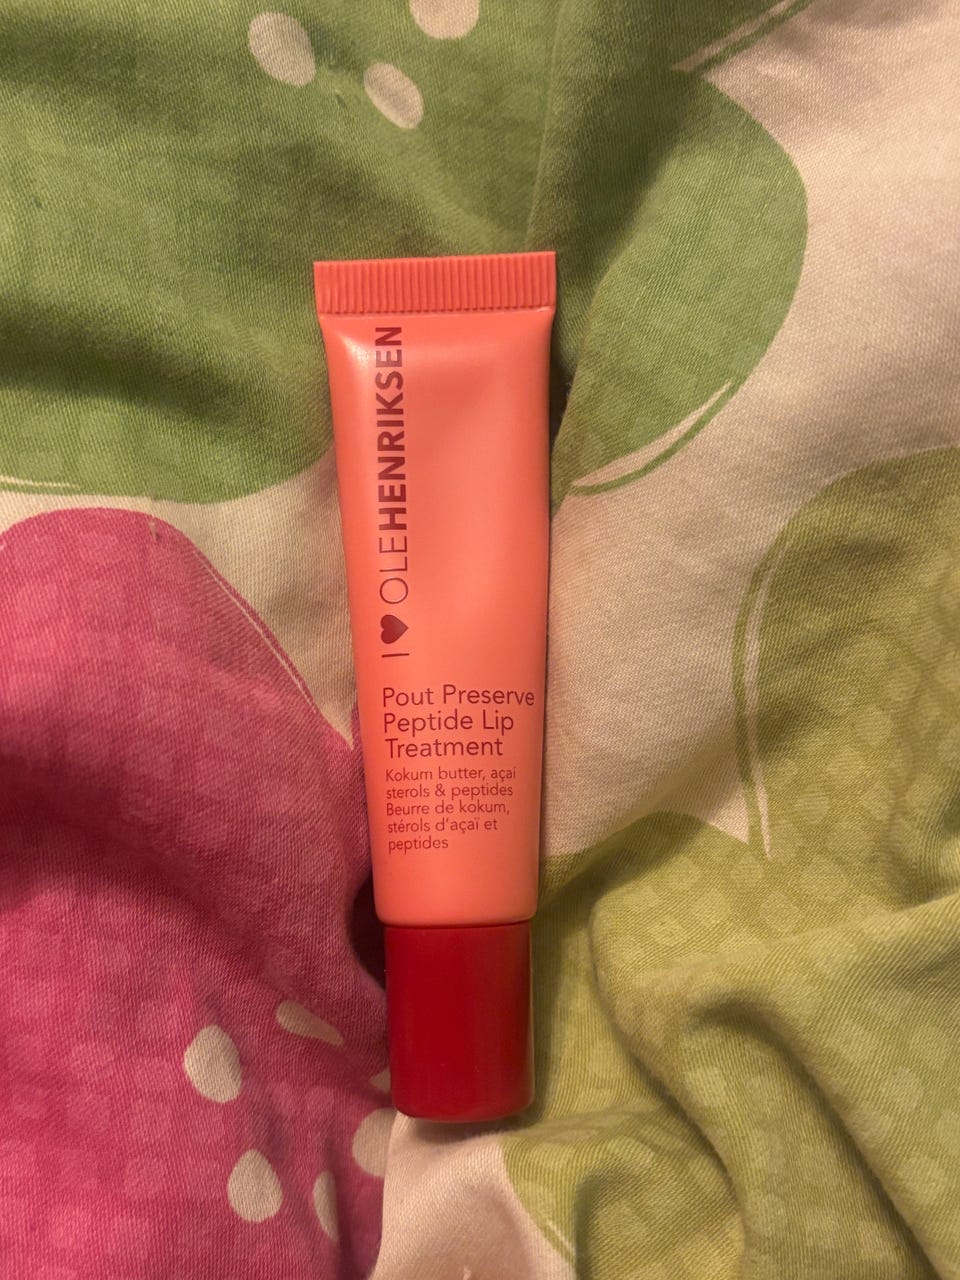 I ♥ OLEHENRIKSEN
Pout Preserve
Peptide Lip
Treatment
Kokum butter, açaí
sterols & peptides
Beurre de kokum,
stérols d'açaï et
peptides